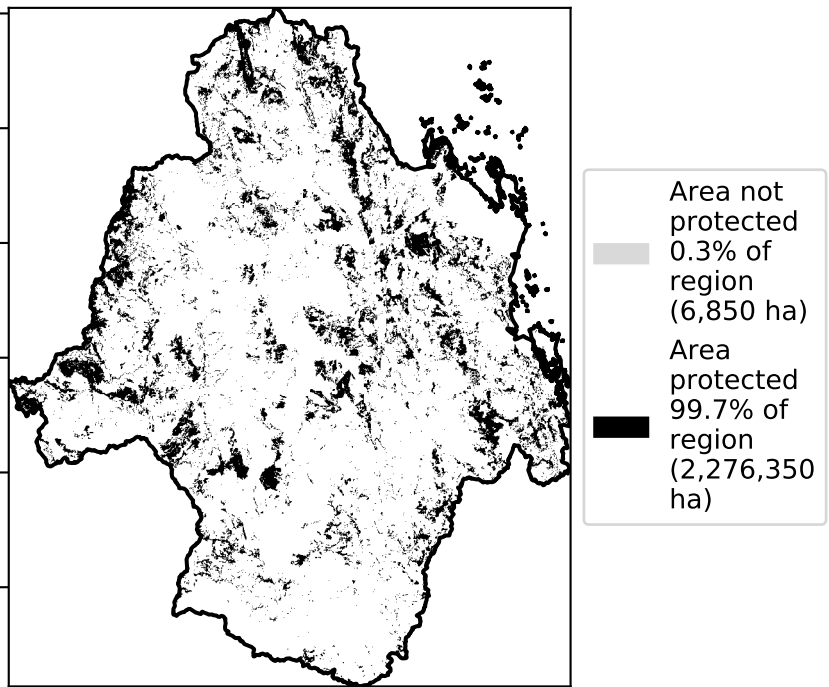 Area not
protected
0.3% of
region
(6,850 ha)
Area
protected
99.7% of
region
(2,276,350
ha)